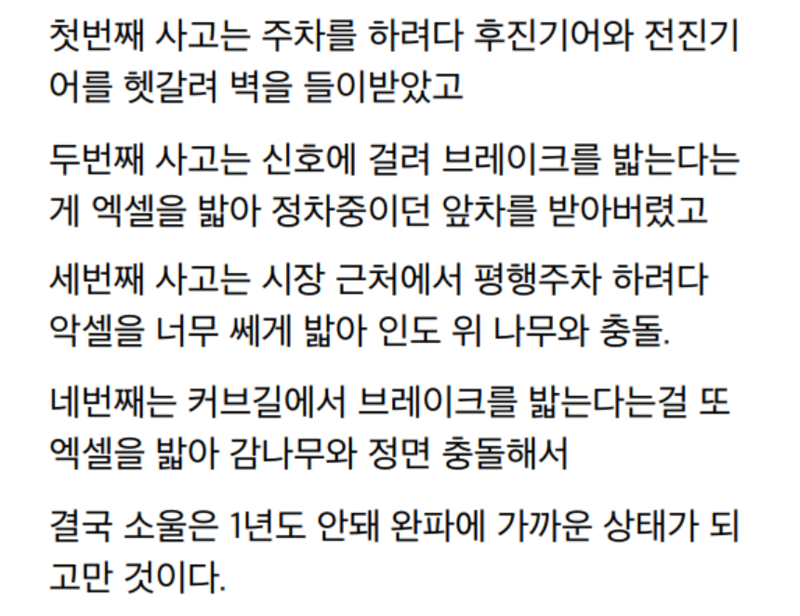 첫번째 사고는 주차를 하려다 후진기어와 전진기
어를 헷갈려 벽을 들이받았고
두번째 사고는 신호에 걸려 브레이크를 밟는다는
게 엑셀을 밟아 정차중이던 앞차를 받아버렸고
세번째 사고는 시장 근처에서 평행주차 하려다
악셀을 너무 쎄게 밟아 인도 위 나무와 충돌.
네번째는 커브길에서 브레이크를 밟는다는걸 또
엑셀을 밟아 감나무와 정면 충돌해서
결국 소울은 1년도 안돼 완파에 가까운 상태가 되
고만 것이다.